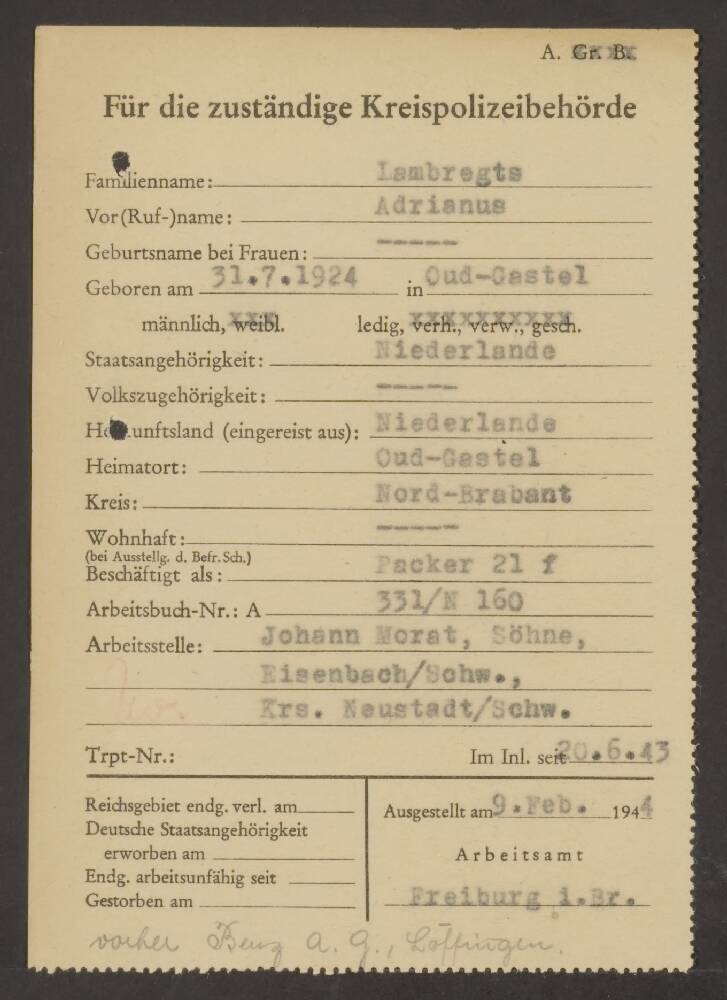 A. Gr. B.
Für die zuständige Kreispolizeibehörde
Familienname: Lambregts
Vor(Ruf-)name: Adrianus
Geburtsname bei Frauen: -----
Geboren am 31.7.1924 in Oud-Gastel
männlich, weibl. ledig, verh., verw., gesch.
Staatsangehörigkeit: Niederlande
Volkszugehörigkeit: -----
Herkunftsland (eingereist aus): Niederlande
Heimatort: Oud-Gastel
Kreis: Nord-Brabant
Wohnhaft: -----
(bei Ausstellg. d. Befr. Sch.)
Beschäftigt als: Packer 21 f
Arbeitsbuch-Nr.: A 331/N 160
Arbeitsstelle: Johann Morat, Söhne,
Eisenbach/Schw.,
Krs. Neustadt/Schw.
Trpt-Nr.: Im Inl. seit 20.6.43
Reichsgebiet endg. verl. am
Deutsche Staatsangehörigkeit
erworben am
Endg. arbeitsunfähig seit
Gestorben am
Ausgestellt am 9. Feb. 1944
Arbeitsamt
Freiburg i.Br.
vorher Benz A. G., Löffingen.